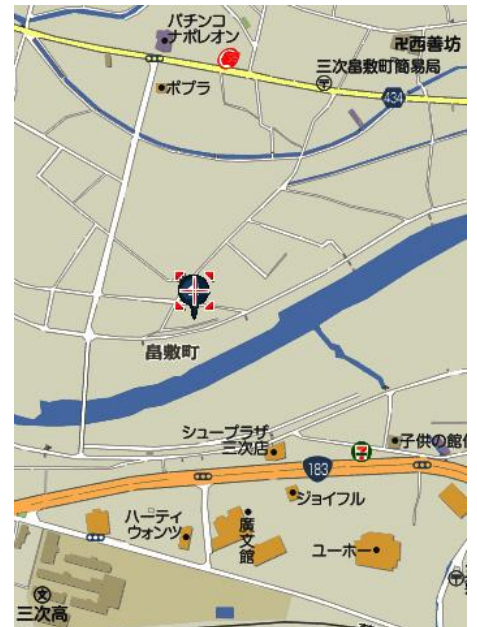 パチンコ
ナポレオン
卍西善坊
三次畠敷町簡易局
ポプラ
434
畠敷町
シュープラザ
三次店
子供の館
183
ジョイフル
ハーティ
ウォンツ
廣文館
ユーホー
文
三次高